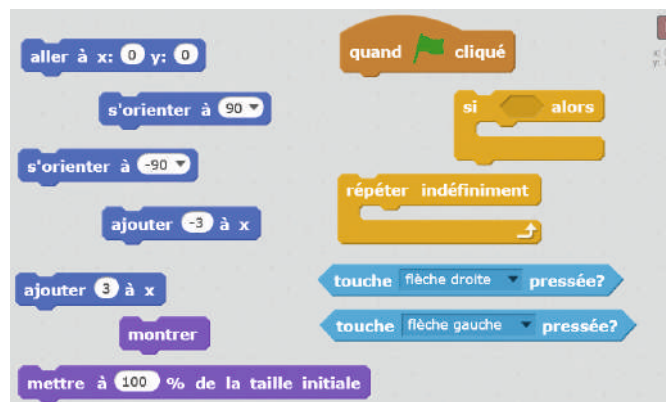 aller à x: 0 y: 0
quand cliqué
s'orienter à 90
si alors
s'orienter à -90
répéter indéfiniment
ajouter -3 à x
ajouter 3 à x
touche flèche droite pressée?
montrer
touche flèche gauche pressée?
mettre à 100 % de la taille initiale